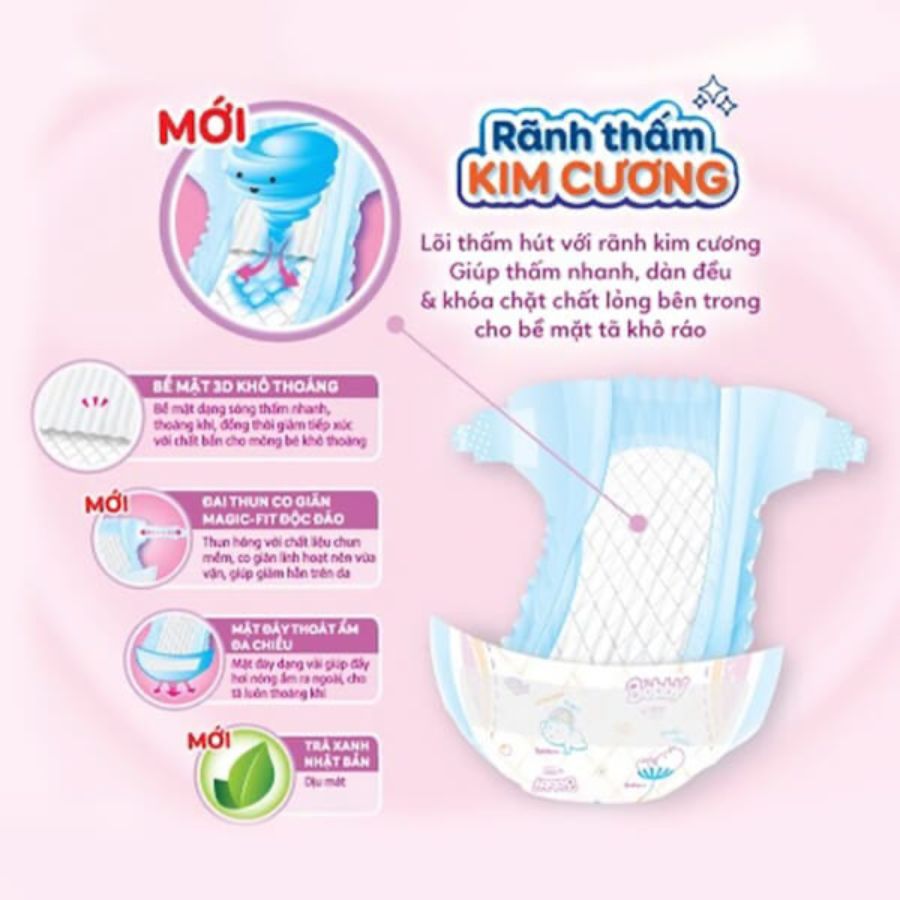 MỚI
Rãnh thấm
KIM CƯƠNG
Lõi thấm hút với rãnh kim cương
Giúp thấm nhanh, dàn đều
& khóa chặt chất lỏng bên trong
cho bề mặt tã khô ráo
BỀ MẶT 3D KHÔ THOÁNG
Bề mặt dạng sóng thấm nhanh,
thoáng khí, đồng thời giảm tiếp xúc
với chất bẩn cho mông bé khô thoáng
MỚI
ĐAI THUN CO GIÃN
MAGIC-FIT ĐỘC ĐÁO
Thun hông với chất liệu chun
mềm, co giãn linh hoạt nên vừa
vặn, giúp giảm hằn trên da
MẶT ĐÁY THOÁT ẨM
ĐA CHIỀU
Mặt đáy dạng vải giúp đẩy
hơi nóng ẩm ra ngoài, cho
tã luôn thoáng khí
MỚI
TRÀ XANH
NHẬT BẢN
Dịu mát
Bobby